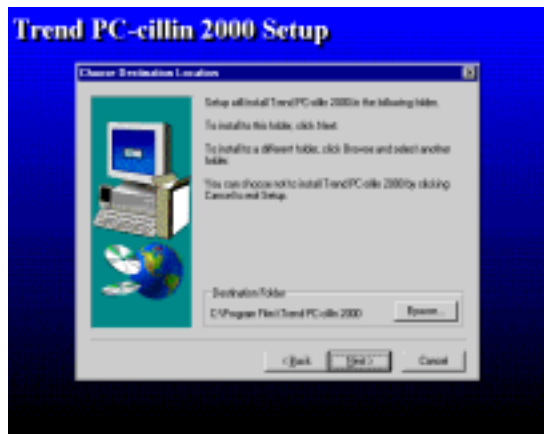 Trend PC-cillin 2000 Setup
Choose Destination Location
Setup will install Trend PC-cillin 2000 in the following folder.
To install to this folder, click Next.
To install to a different folder, click Browse and select another
folder.
You can choose not to install Trend PC-cillin 2000 by clicking
Cancel to exit Setup.
Destination Folder
C:\Program Files\Trend PC-cillin 2000
Browse...
< Back
Next >
Cancel